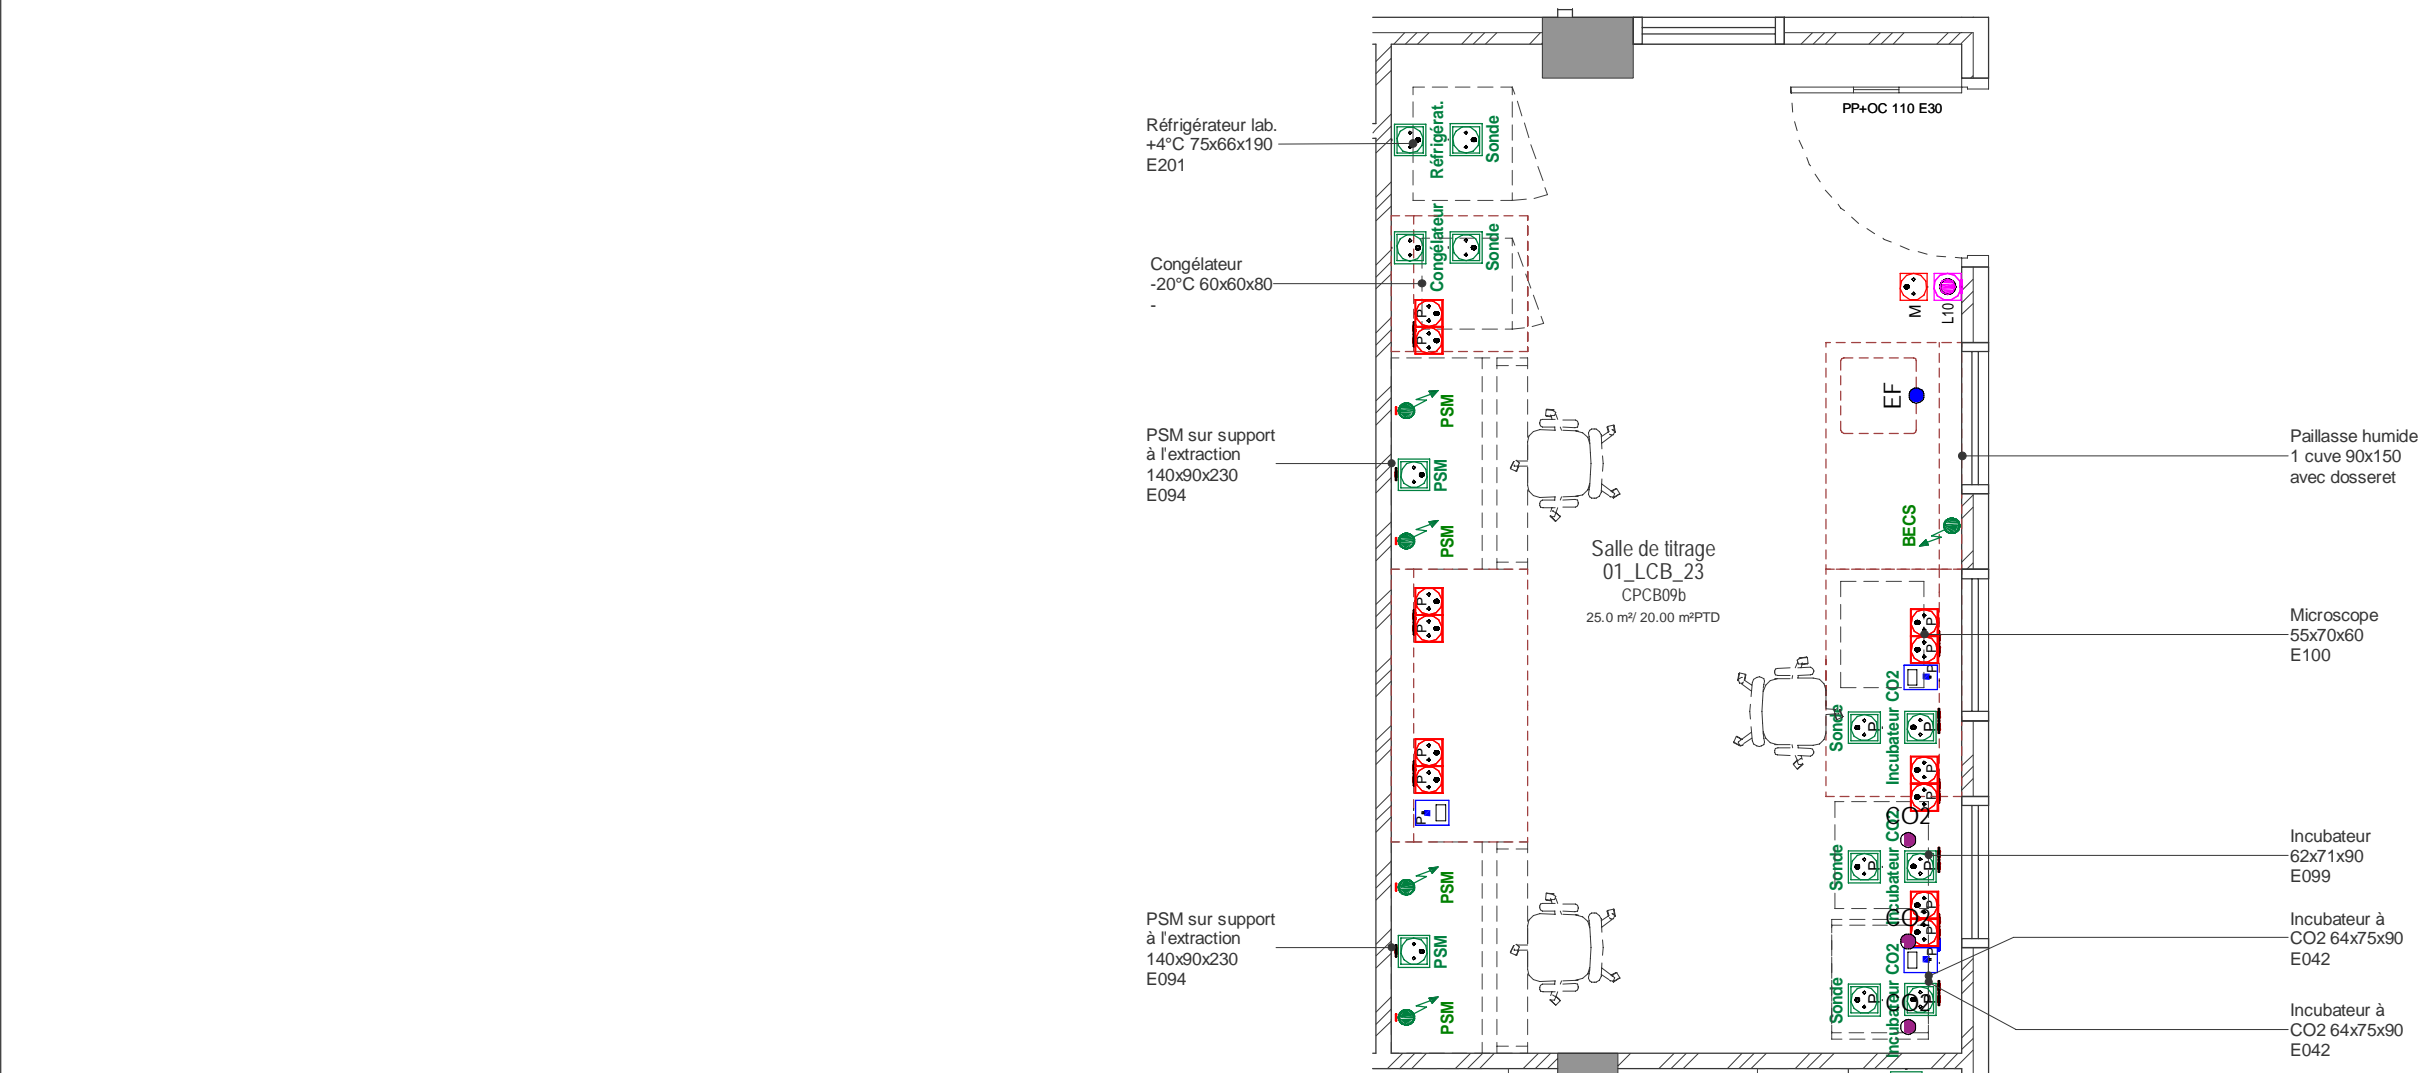 PP+OC 110 E30
Réfrigérateur lab.
+4°C 75x66x190
E201
Réfrigérat.
Sonde
Congélateur
-20°C 60x60x80
-
Congélateur
Sonde
P
P
M
L10
EF
PSM
PSM
PSM
PSM sur support
à l'extraction
140x90x230
E094
Paillasse humide
1 cuve 90x150
avec dosseret
BECS
Salle de titrage
01_LCB_23
CPCB09b
25.0 m²/ 20.00 m²PTD
P
P
P
P
P
Microscope
55x70x60
E100
Sonde
P
Incubateur CO2
P
P
P
P
P
P
CO2
Incubateur
62x71x90
E099
Sonde
P
Incubateur CO2
P
PSM
PSM
PSM
PSM sur support
à l'extraction
140x90x230
E094
P
P
CO2
P
Incubateur à
CO2 64x75x90
E042
Sonde
P
Incubateur CO2
CO2
Incubateur à
CO2 64x75x90
E042